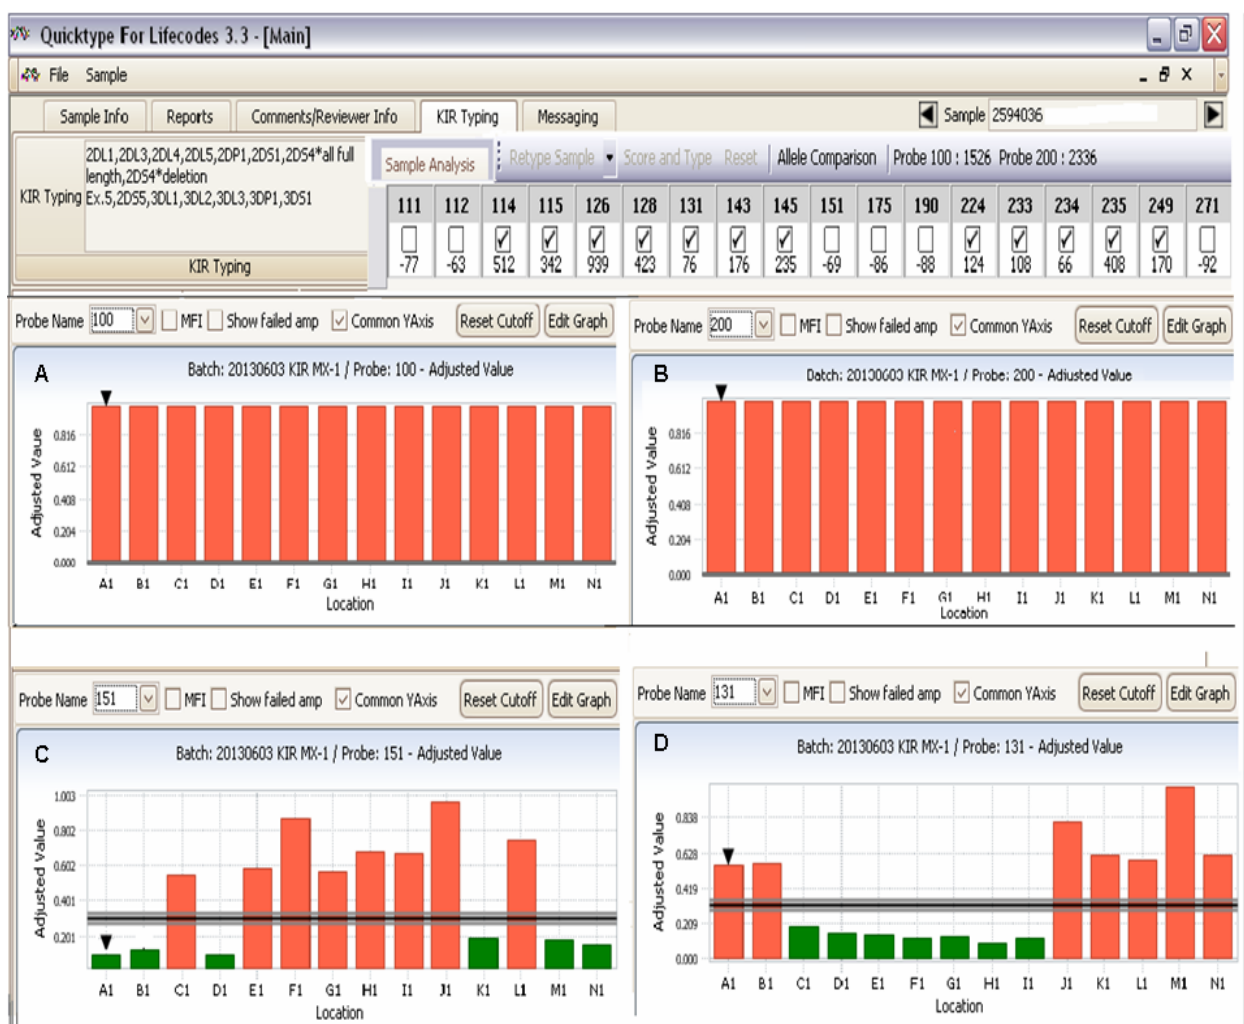 Quicktype For Lifecodes 3.3 - [Main]
File Sample
Sample Info Reports Comments/Reviewer Info KIR Typing Messaging Sample 2594036
KIR Typing
2DL1,2DL3,2DL4,2DL5,2DP1,2DS1,2DS4*all full
length,2DS4*deletion
Ex.5,2DS5,3DL1,3DL2,3DL3,3DP1,3DS1
KIR Typing
Sample Analysis Retype Sample Score and Type Reset Allele Comparison Probe 100 : 1526 Probe 200 : 2336
111 112 114 115 126 128 131 143 145 151 175 190 224 233 234 235 249 271
-77 -63 512 342 939 423 76 176 235 -69 -86 -88 124 108 66 408 170 -92
Probe Name 100 MFI Show failed amp Common YAxis Reset Cutoff Edit Graph
A
Batch: 20130603 KIR MX-1 / Probe: 100 - Adjusted Value
Adjusted Value
0.816
0.612
0.408
0.204
0.000
A1 B1 C1 D1 E1 F1 G1 H1 I1 J1 K1 L1 M1 N1
Location
Probe Name 200 MFI Show failed amp Common YAxis Reset Cutoff Edit Graph
B
Batch: 20130603 KIR MX-1 / Probe: 200 - Adjusted Value
Adjusted Value
0.816
0.612
0.408
0.204
0.000
A1 B1 C1 D1 E1 F1 G1 H1 I1 J1 K1 L1 M1 N1
Location
Probe Name 151 MFI Show failed amp Common YAxis Reset Cutoff Edit Graph
C
Batch: 20130603 KIR MX-1 / Probe: 151 - Adjusted Value
Adjusted Value
1.003
0.802
0.602
0.401
0.201
A1 B1 C1 D1 E1 F1 G1 H1 I1 J1 K1 L1 M1 N1
Location
Probe Name 131 MFI Show failed amp Common YAxis Reset Cutoff Edit Graph
D
Batch: 20130603 KIR MX-1 / Probe: 131 - Adjusted Value
Adjusted Value
0.838
0.628
0.419
0.209
0.000
A1 B1 C1 D1 E1 F1 G1 H1 I1 J1 K1 L1 M1 N1
Location